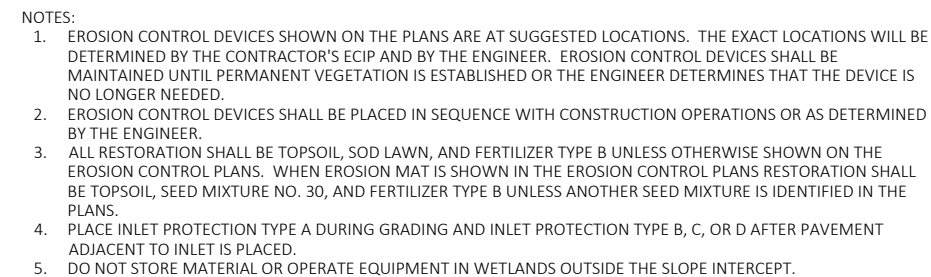 NOTES:
1. EROSION CONTROL DEVICES SHOWN ON THE PLANS ARE AT SUGGESTED LOCATIONS. THE EXACT LOCATIONS WILL BE
DETERMINED BY THE CONTRACTOR'S ECIP AND BY THE ENGINEER. EROSION CONTROL DEVICES SHALL BE
MAINTAINED UNTIL PERMANENT VEGETATION IS ESTABLISHED OR THE ENGINEER DETERMINES THAT THE DEVICE IS
NO LONGER NEEDED.
2. EROSION CONTROL DEVICES SHALL BE PLACED IN SEQUENCE WITH CONSTRUCTION OPERATIONS OR AS DETERMINED
BY THE ENGINEER.
3. ALL RESTORATION SHALL BE TOPSOIL, SOD LAWN, AND FERTILIZER TYPE B UNLESS OTHERWISE SHOWN ON THE
EROSION CONTROL PLANS. WHEN EROSION MAT IS SHOWN IN THE EROSION CONTROL PLANS RESTORATION SHALL
BE TOPSOIL, SEED MIXTURE NO. 30, AND FERTILIZER TYPE B UNLESS ANOTHER SEED MIXTURE IS IDENTIFIED IN THE
PLANS.
4. PLACE INLET PROTECTION TYPE A DURING GRADING AND INLET PROTECTION TYPE B, C, OR D AFTER PAVEMENT
ADJACENT TO INLET IS PLACED.
5. DO NOT STORE MATERIAL OR OPERATE EQUIPMENT IN WETLANDS OUTSIDE THE SLOPE INTERCEPT.